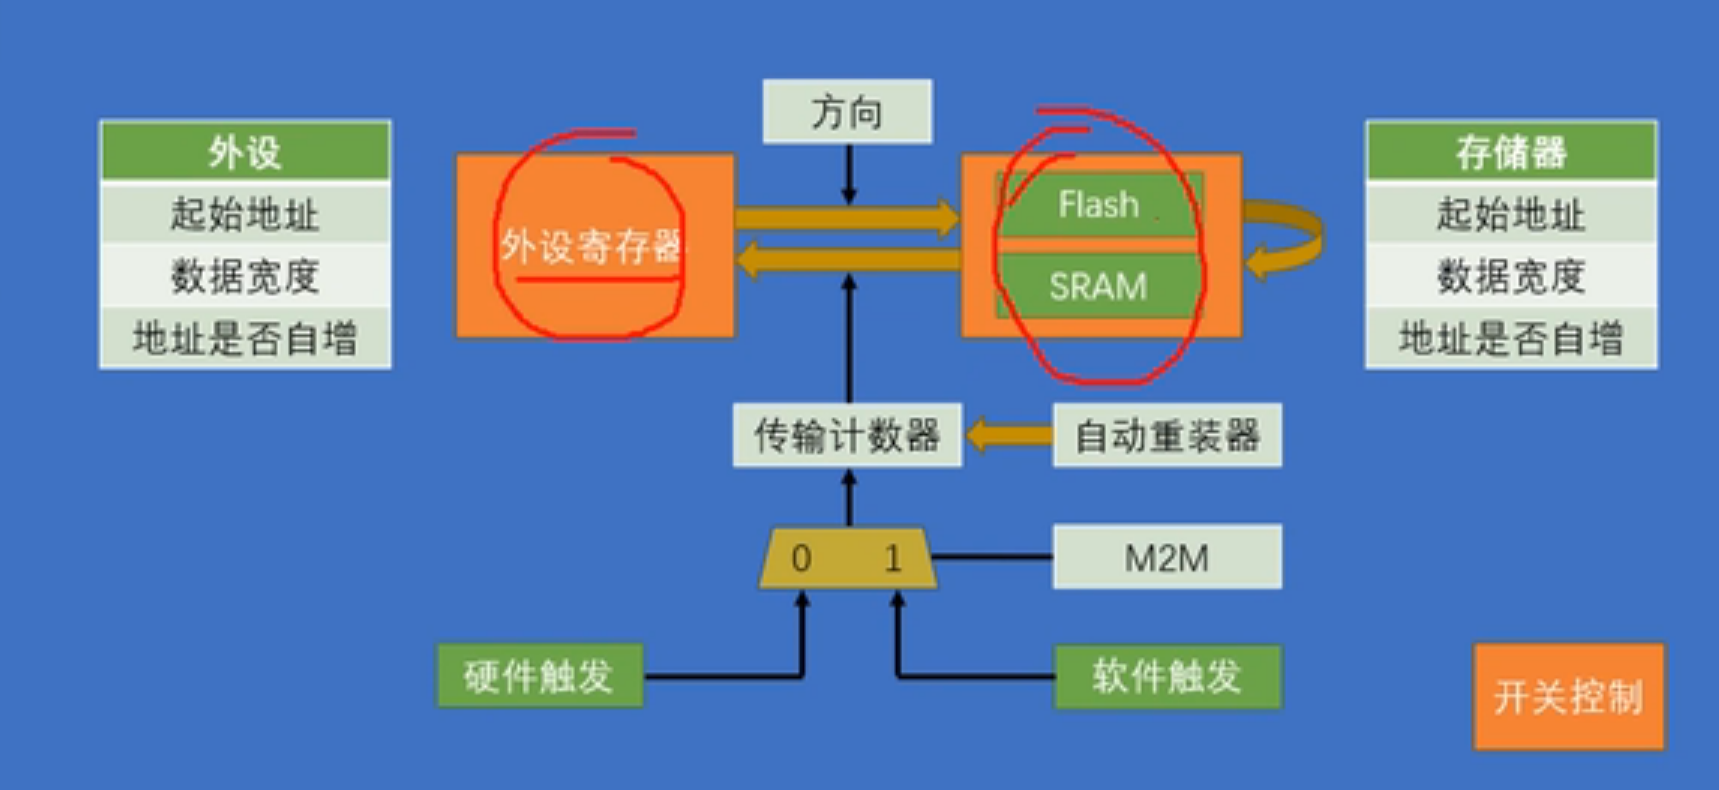 方向
外设
起始地址
数据宽度
地址是否自增
外设寄存器
Flash
SRAM
存储器
起始地址
数据宽度
地址是否自增
传输计数器
自动重装器
0 1
M2M
硬件触发
软件触发
开关控制